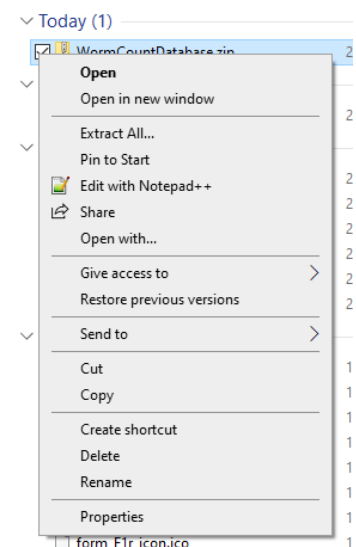 Today (1)
WormCountDatabase.zip
Open
Open in new window
Extract All...
Pin to Start
Edit with Notepad++
Share
Open with...
Give access to
Restore previous versions
Send to
Cut
Copy
Create shortcut
Delete
Rename
Properties
form_F1r_icon.ico